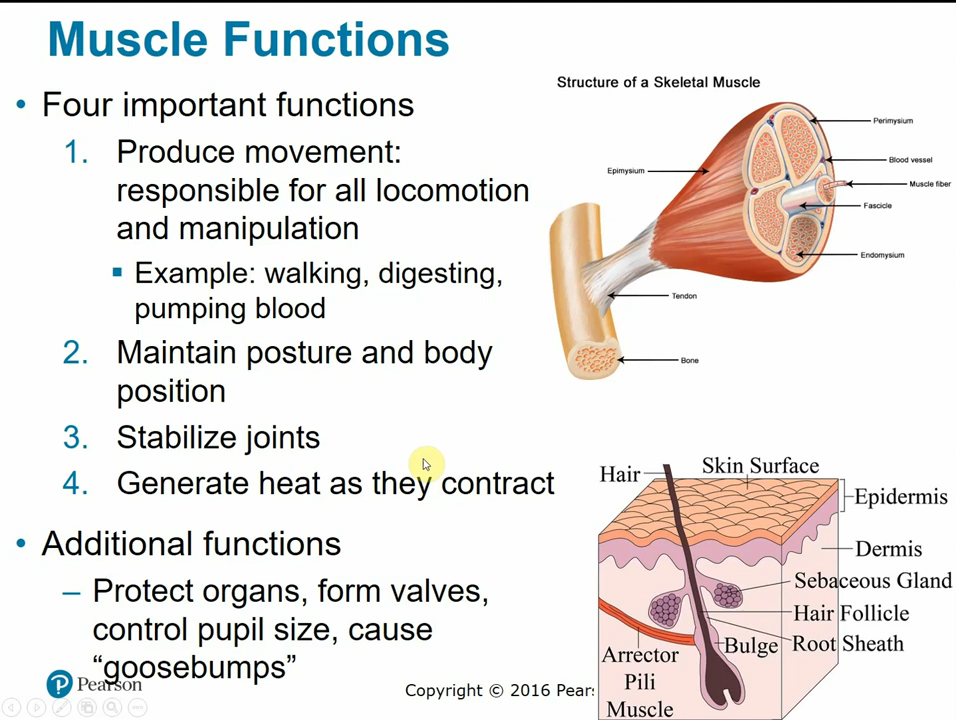 Muscle Functions
• Four important functions
1. Produce movement:
responsible for all locomotion
and manipulation
▪ Example: walking, digesting,
pumping blood
2. Maintain posture and body
position
3. Stabilize joints
4. Generate heat as they contract
• Additional functions
– Protect organs, form valves,
control pupil size, cause
“goosebumps”
Structure of a Skeletal Muscle
Perimysium
Blood vessel
Epimysium
Muscle fiber
Fascicle
Endomysium
Tendon
Bone
Hair
Skin Surface
Epidermis
Dermis
Sebaceous Gland
Hair Follicle
Root Sheath
Bulge
Arrector
Pili
Muscle
P Pearson
Copyright © 2016 Pears